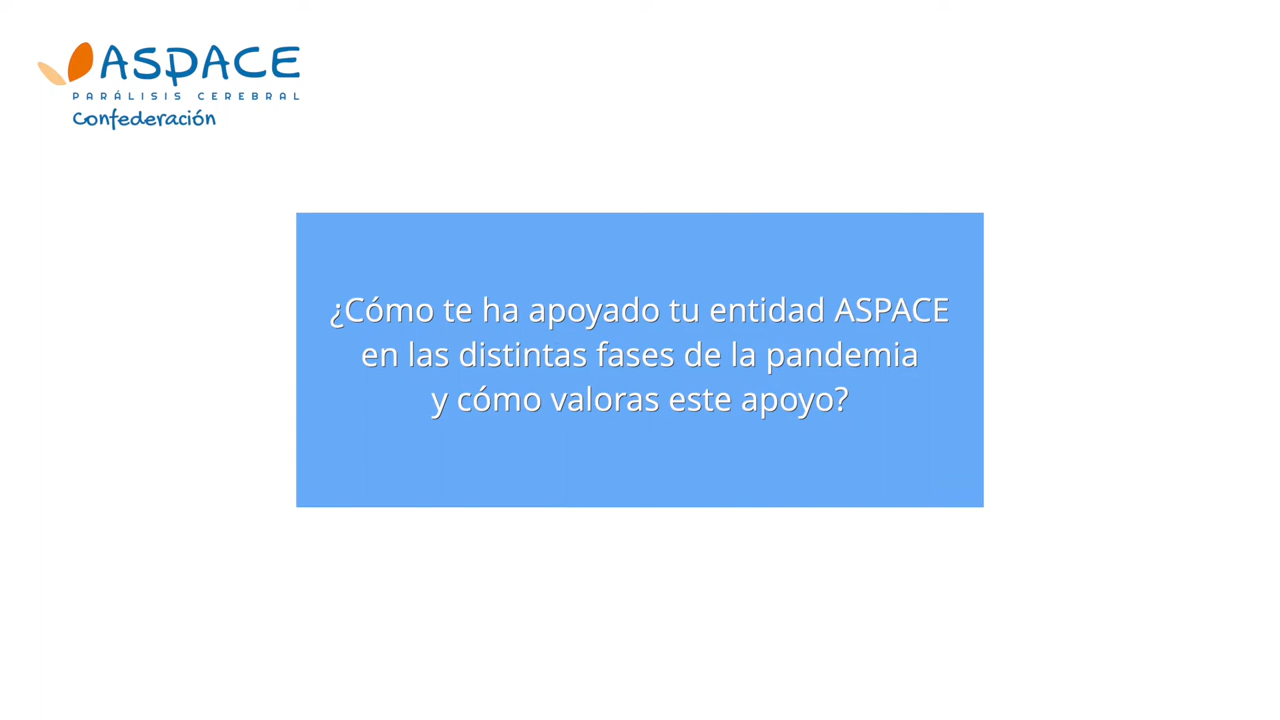 ASPACE
PARÁLISIS CEREBRAL
Confederación
¿Cómo te ha apoyado tu entidad ASPACE
en las distintas fases de la pandemia
y cómo valoras este apoyo?